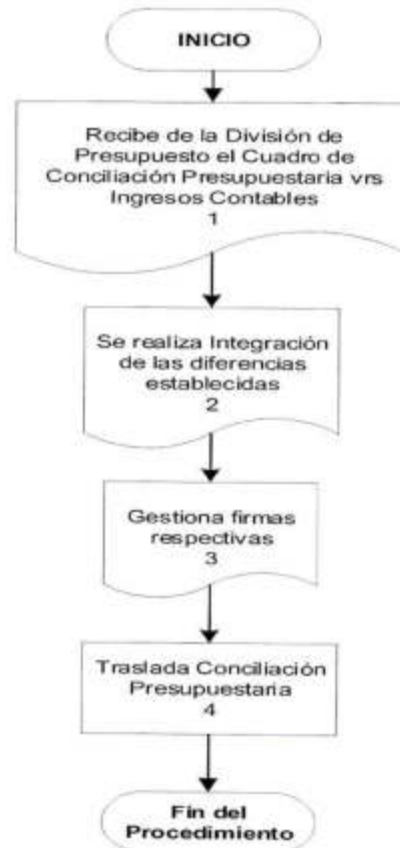 INICIO
Recibe de la División de
Presupuesto el Cuadro de
Conciliación Presupuestaria vrs
Ingresos Contables
1
Se realiza Integración
de las diferencias
establecidas
2
Gestiona firmas
respectivas
3
Traslada Conciliación
Presupuestaria
4
Fin del
Procedimiento